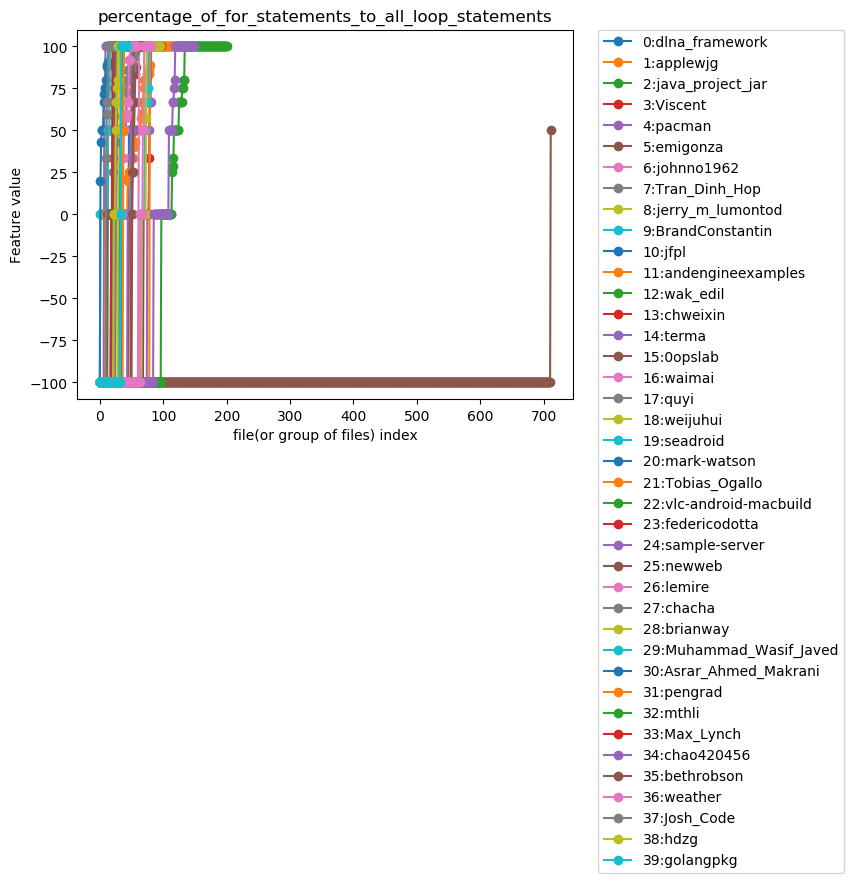 percentage_of_for_statements_to_all_loop_statements
Feature value
100
75
50
25
0
−25
−50
−75
−100
0
100
200
300
400
500
600
700
file(or group of files) index
0:dlna_framework
1:applewjg
2:java_project_jar
3:Viscent
4:pacman
5:emigonza
6:johnno1962
7:Tran_Dinh_Hop
8:jerry_m_lumontod
9:BrandConstantin
10:jfpl
11:andengineexamples
12:wak_edil
13:chweixin
14:terma
15:0opslab
16:waimai
17:quyi
18:weijuhui
19:seadroid
20:mark-watson
21:Tobias_Ogallo
22:vlc-android-macbuild
23:federicodotta
24:sample-server
25:newweb
26:lemire
27:chacha
28:brianway
29:Muhammad_Wasif_Javed
30:Asrar_Ahmed_Makrani
31:pengrad
32:mthli
33:Max_Lynch
34:chao420456
35:bethrobson
36:weather
37:Josh_Code
38:hdzg
39:golangpkg